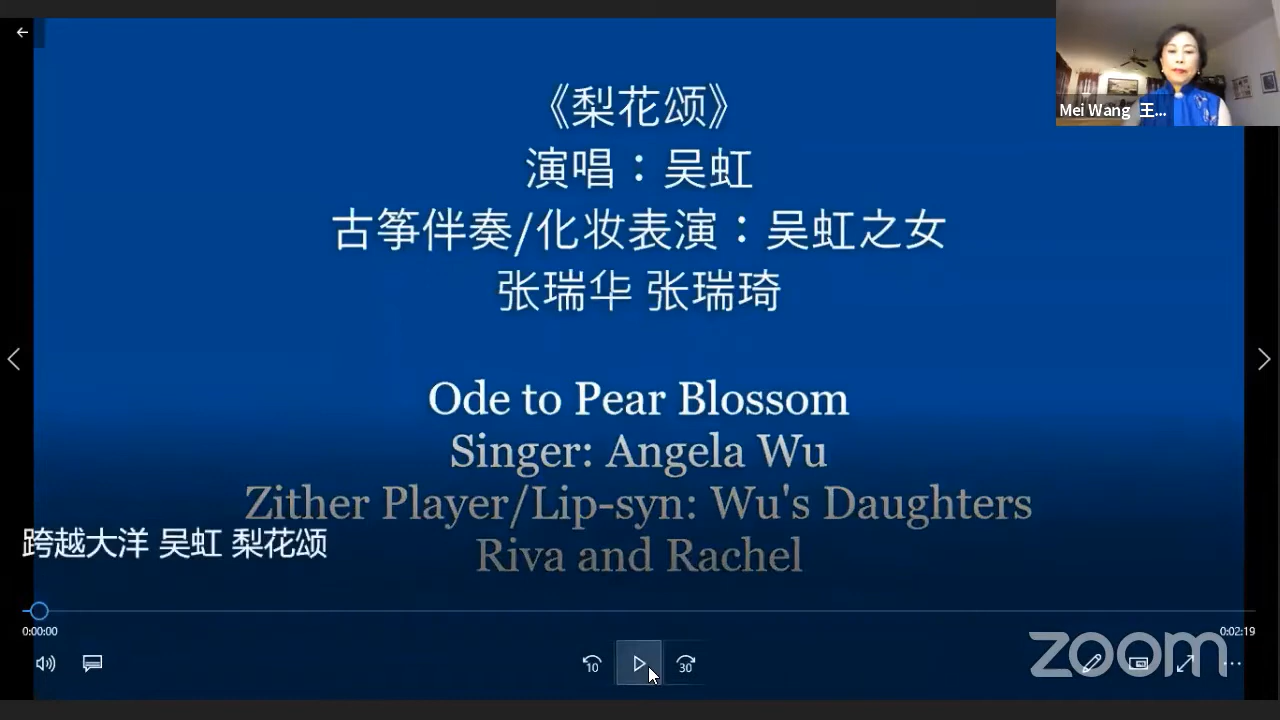 《梨花颂》
演唱：吴虹
古筝伴奏/化妆表演：吴虹之女
张瑞华 张瑞琦
Ode to Pear Blossom
Singer: Angela Wu
Zither Player/Lip-syn: Wu's Daughters
Riva and Rachel
跨越大洋 吴虹 梨花颂
0:00:00
0:02:19
10
30
zoom
Mei Wang 王...